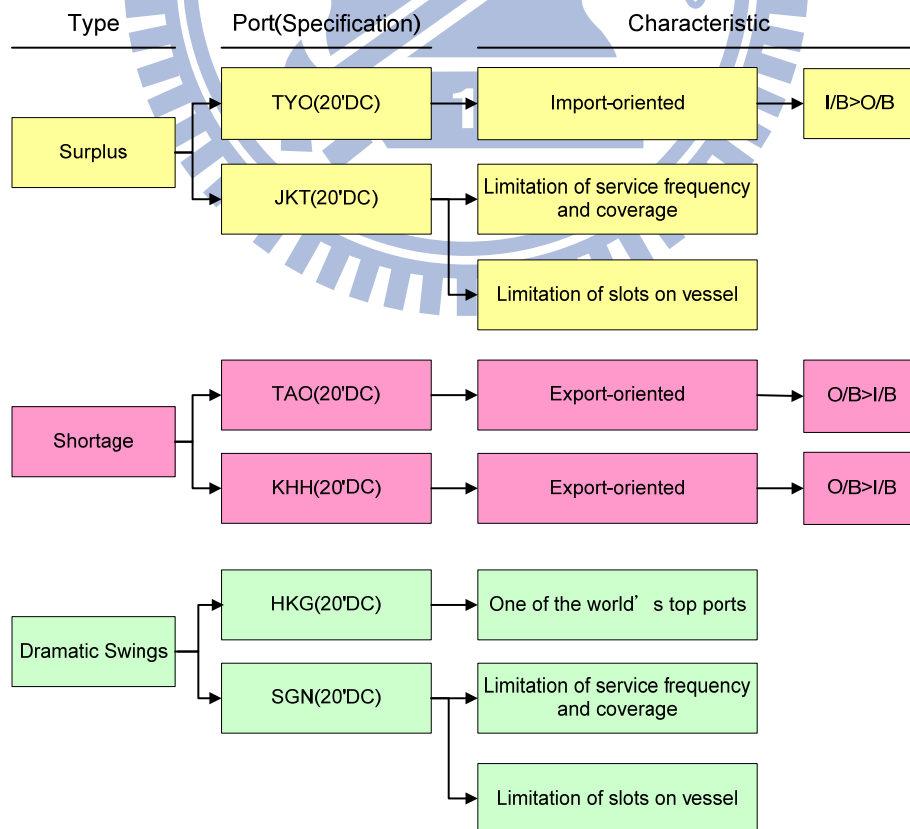 Type
Port(Specification)
Characteristic
Surplus
TYO(20'DC)
Import-oriented
I/B>O/B
JKT(20'DC)
Limitation of service frequency
and coverage
Limitation of slots on vessel
Shortage
TAO(20'DC)
Export-oriented
O/B>I/B
KHH(20'DC)
Export-oriented
O/B>I/B
Dramatic Swings
HKG(20'DC)
One of the world’s top ports
SGN(20'DC)
Limitation of service frequency
and coverage
Limitation of slots on vessel